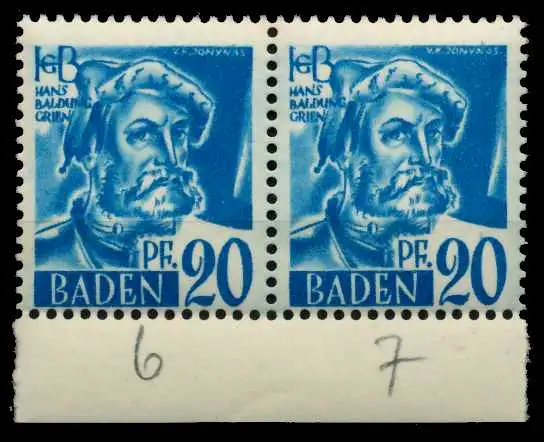 HGB V.K.JONYNAS
HANS
BALDUNG
GRIEN
PF. 20
BADEN
HGB V.K.JONYNAS
HANS
BALDUNG
GRIEN
PF. 20
BADEN
6 7